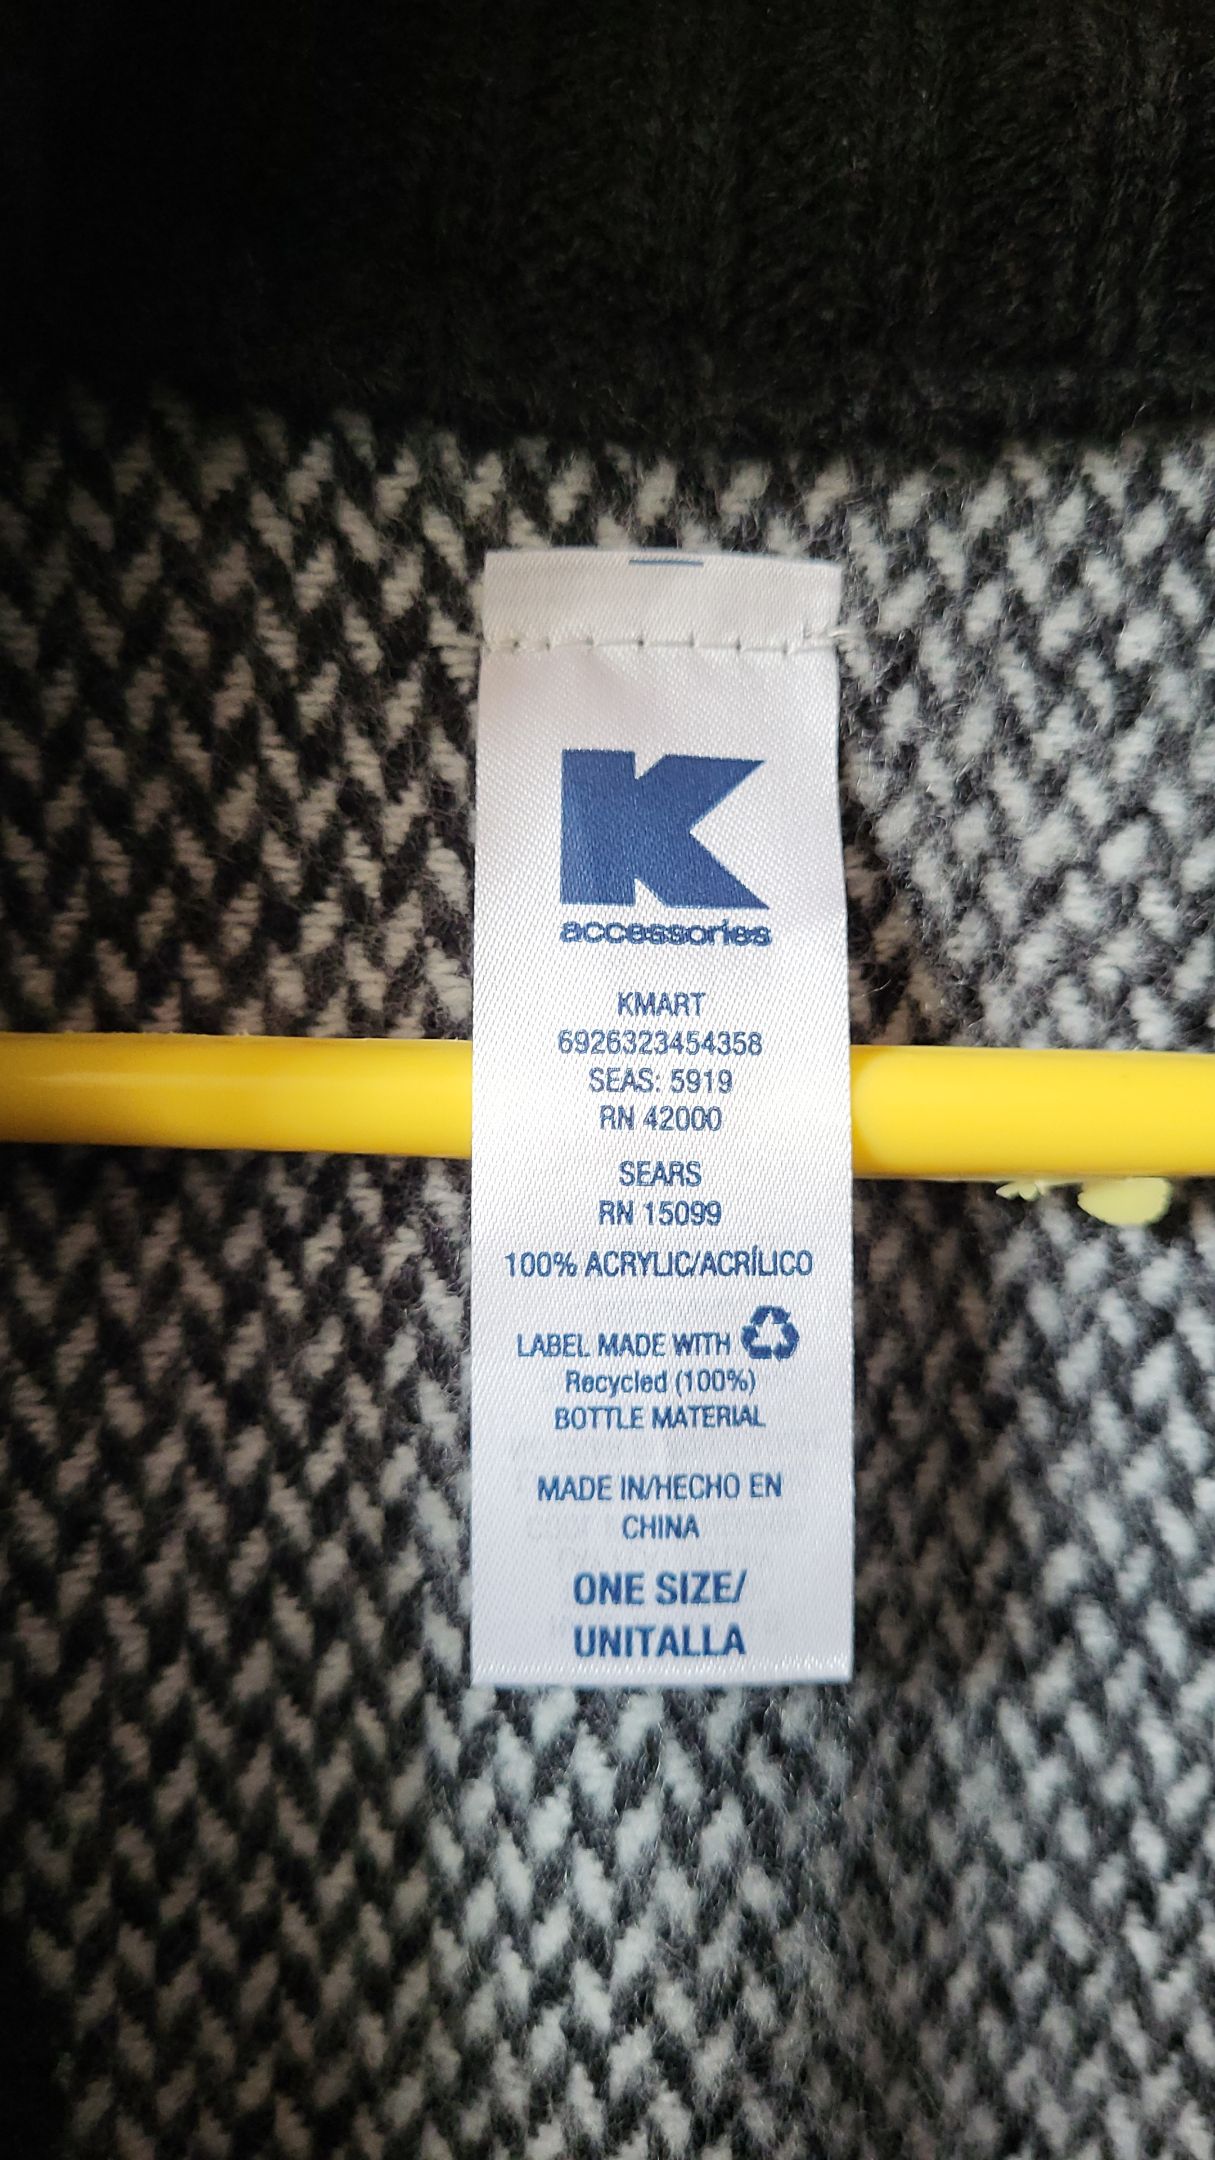 K
accessories
KMART
6926323454358
SEAS: 5919
RN 42000
SEARS
RN 15099
100% ACRYLIC/ACRÍLICO
LABEL MADE WITH
Recycled (100%)
BOTTLE MATERIAL
MADE IN/HECHO EN
CHINA
ONE SIZE/
UNITALLA